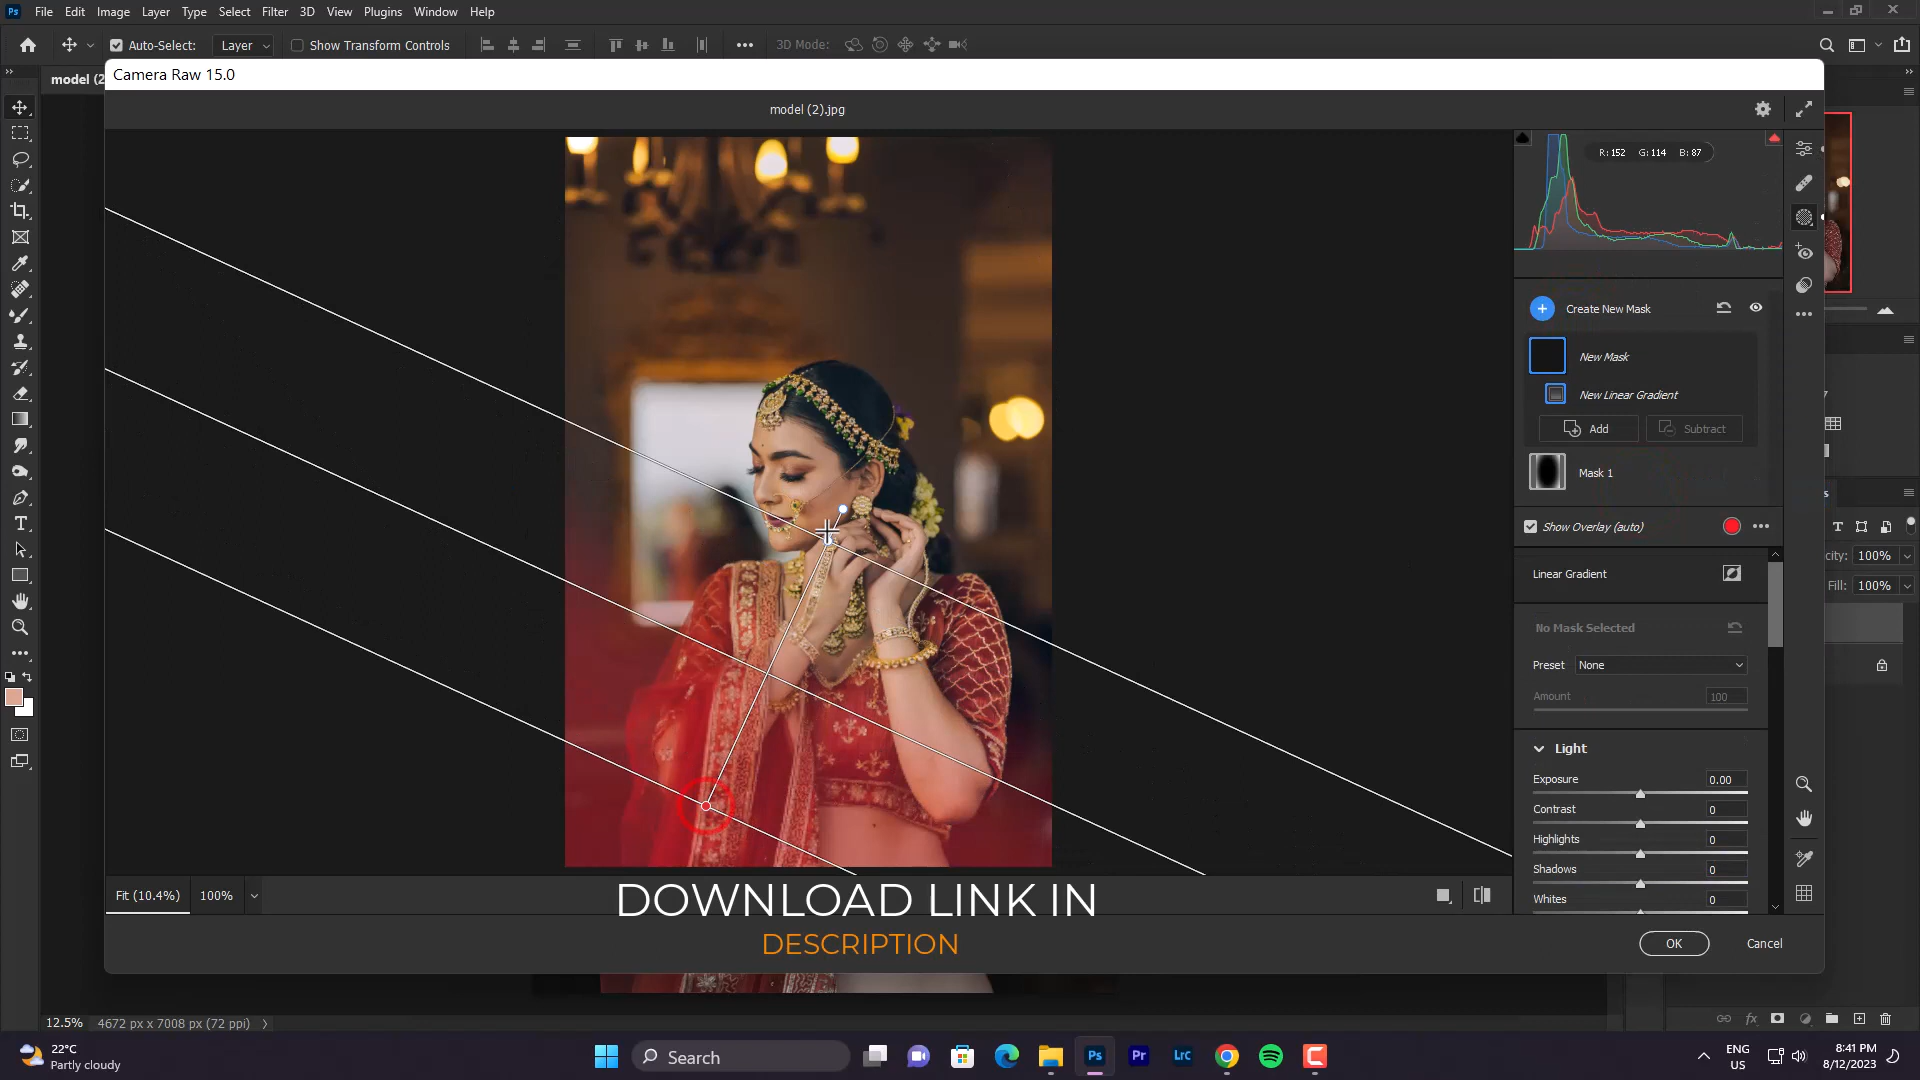 Ps File Edit Image Layer Type Select Filter 3D View Plugins Window Help
Auto-Select: Layer Show Transform Controls 3D Mode:
model (2
Camera Raw 15.0
model (2).jpg
R: 152 G: 114 B: 87
Create New Mask
New Mask
New Linear Gradient
Add Subtract
Mask 1
Show Overlay (auto)
Linear Gradient
No Mask Selected
Preset None
Amount 100
Light
Exposure 0.00
Contrast 0
Highlights 0
Shadows 0
Whites 0
city: 100%
Fill: 100%
Fit (10.4%) 100%
DOWNLOAD LINK IN
DESCRIPTION
OK Cancel
12.5% 4672 px x 7008 px (72 ppi)
22°C
Partly cloudy
Search
Ps Pr LrC
ENG
US
8:41 PM
8/12/2023